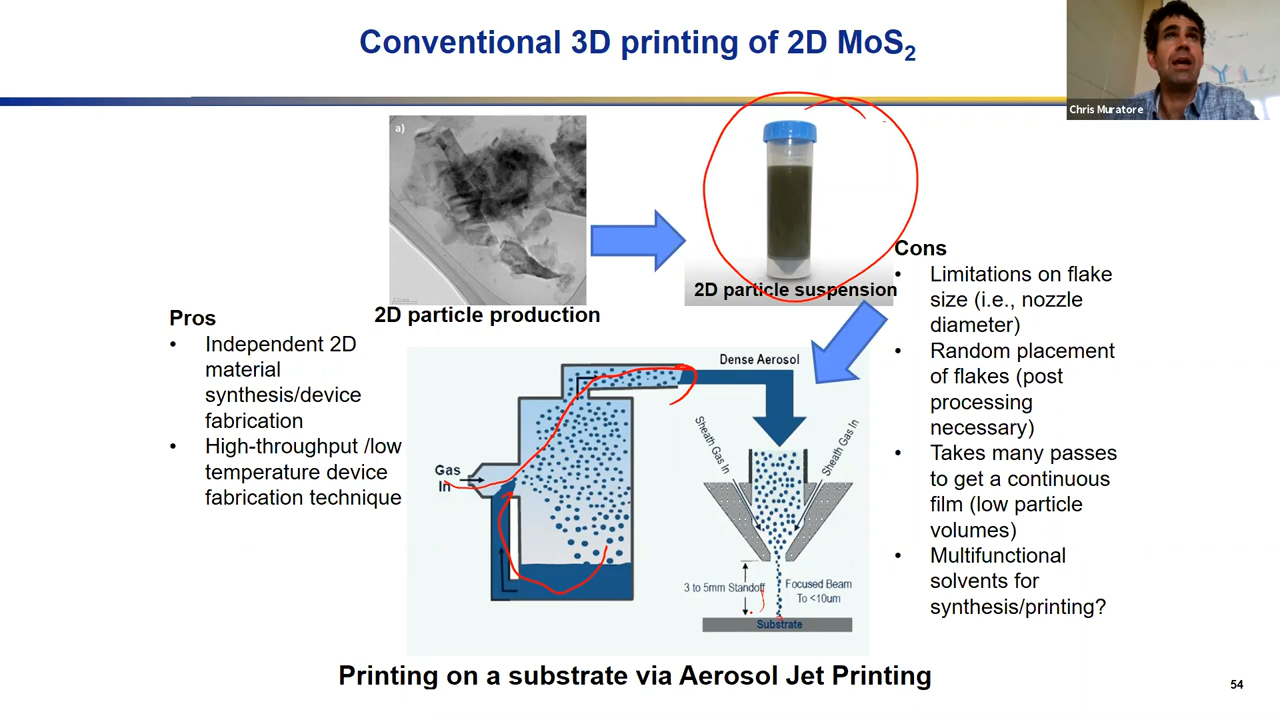 Conventional 3D printing of 2D MoS₂
Chris Muratore
a)
2D particle production
2D particle suspension
Pros
• Independent 2D
material
synthesis/device
fabrication
• High-throughput /low
temperature device
fabrication technique
Gas
In
Dense Aerosol
Sheath Gas In
Sheath Gas In
3 to 5mm Standoff
Focused Beam
To <10um
Substrate
Cons
• Limitations on flake
size (i.e., nozzle
diameter)
• Random placement
of flakes (post
processing
necessary)
• Takes many passes
to get a continuous
film (low particle
volumes)
• Multifunctional
solvents for
synthesis/printing?
Printing on a substrate via Aerosol Jet Printing
54